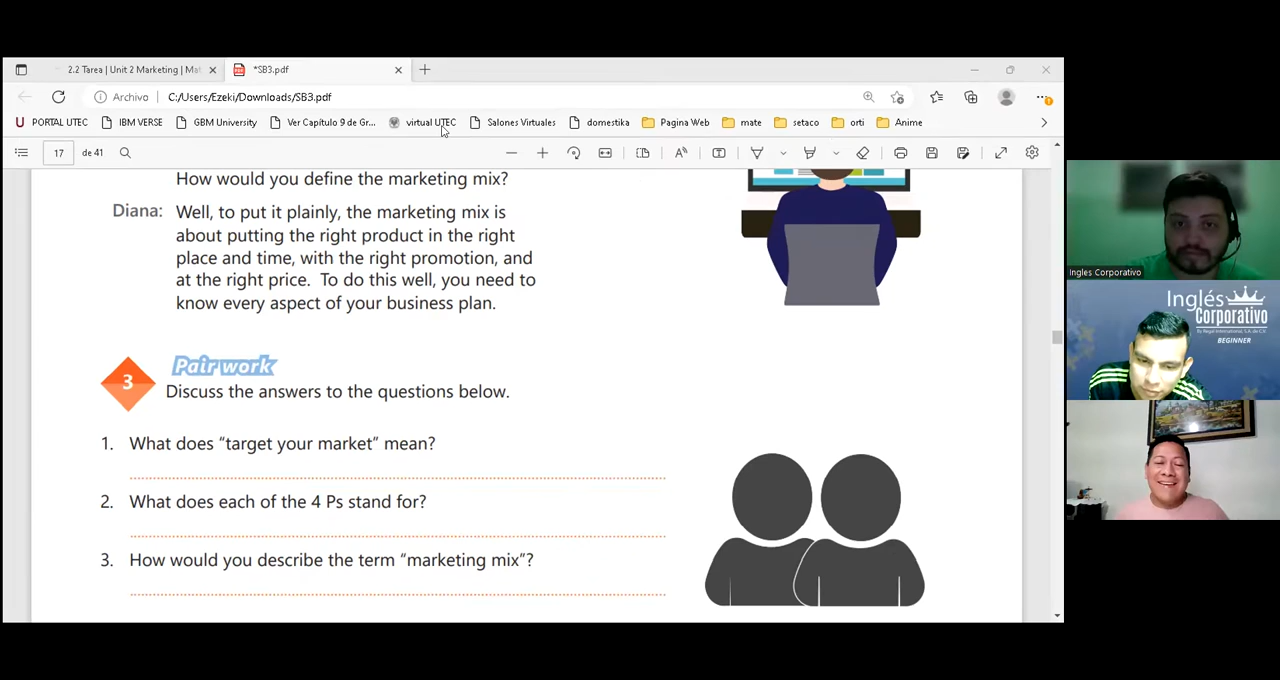 2.2 Tarea | Unit 2 Marketing | Ma
*SB3.pdf
Archivo
C:/Users/Ezeki/Downloads/SB3.pdf
PORTAL UTEC
IBM VERSE
GBM University
Ver Capítulo 9 de Gr...
virtual UTEC
Salones Virtuales
domestika
Pagina Web
mate
setaco
orti
Anime
17
de 41
How would you define the marketing mix?
Diana: Well, to put it plainly, the marketing mix is
about putting the right product in the right
place and time, with the right promotion, and
at the right price. To do this well, you need to
know every aspect of your business plan.
3
Pair work
Discuss the answers to the questions below.
1. What does “target your market” mean?
2. What does each of the 4 Ps stand for?
3. How would you describe the term “marketing mix”?
Ingles Corporativo
Inglés
Corporativo
By Regal International, S.A. de C.V.
BEGINNER